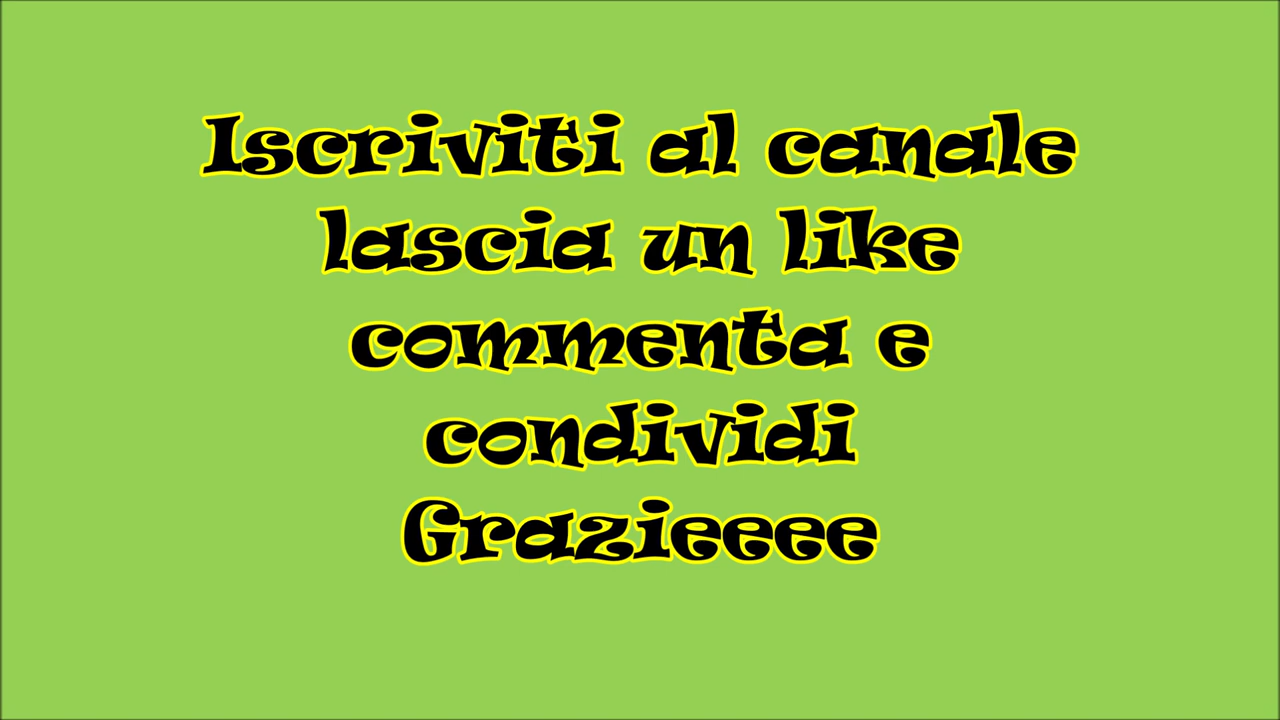 Iscriviti al canale
lascia un like
commenta e
condividi
Grazieeee